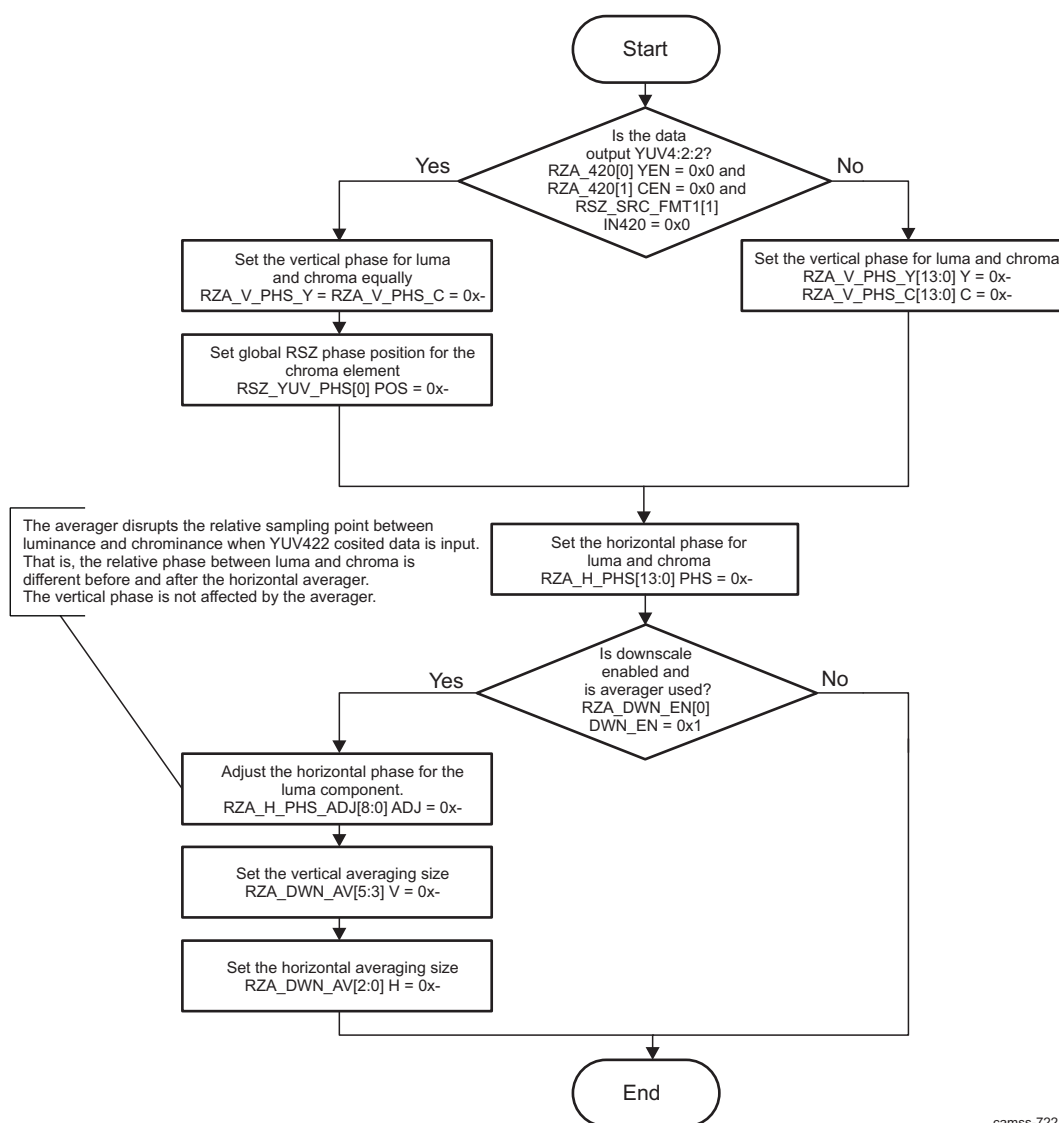 Start
Is the data
output YUV4:2:2?
RZA_420[0] YEN = 0x0 and
RZA_420[1] CEN = 0x0 and
RSZ_SRC_FMT1[1]
IN420 = 0x0
Yes
No
Set the vertical phase for luma
and chroma equally
RZA_V_PHS_Y = RZA_V_PHS_C = 0x-
Set the vertical phase for luma and chroma
RZA_V_PHS_Y[13:0] Y = 0x-
RZA_V_PHS_C[13:0] C = 0x-
Set global RSZ phase position for the
chroma element
RSZ_YUV_PHS[0] POS = 0x-
The averager disrupts the relative sampling point between
luminance and chrominance when YUV422 cosited data is input.
That is, the relative phase between luma and chroma is
different before and after the horizontal averager.
The vertical phase is not affected by the averager.
Set the horizontal phase for
luma and chroma
RZA_H_PHS[13:0] PHS = 0x-
Is downscale
enabled and
is averager used?
RZA_DWN_EN[0]
DWN_EN = 0x1
Yes
No
Adjust the horizontal phase for the
luma component.
RZA_H_PHS_ADJ[8:0] ADJ = 0x-
Set the vertical averaging size
RZA_DWN_AV[5:3] V = 0x-
Set the horizontal averaging size
RZA_DWN_AV[2:0] H = 0x-
End
camss-722